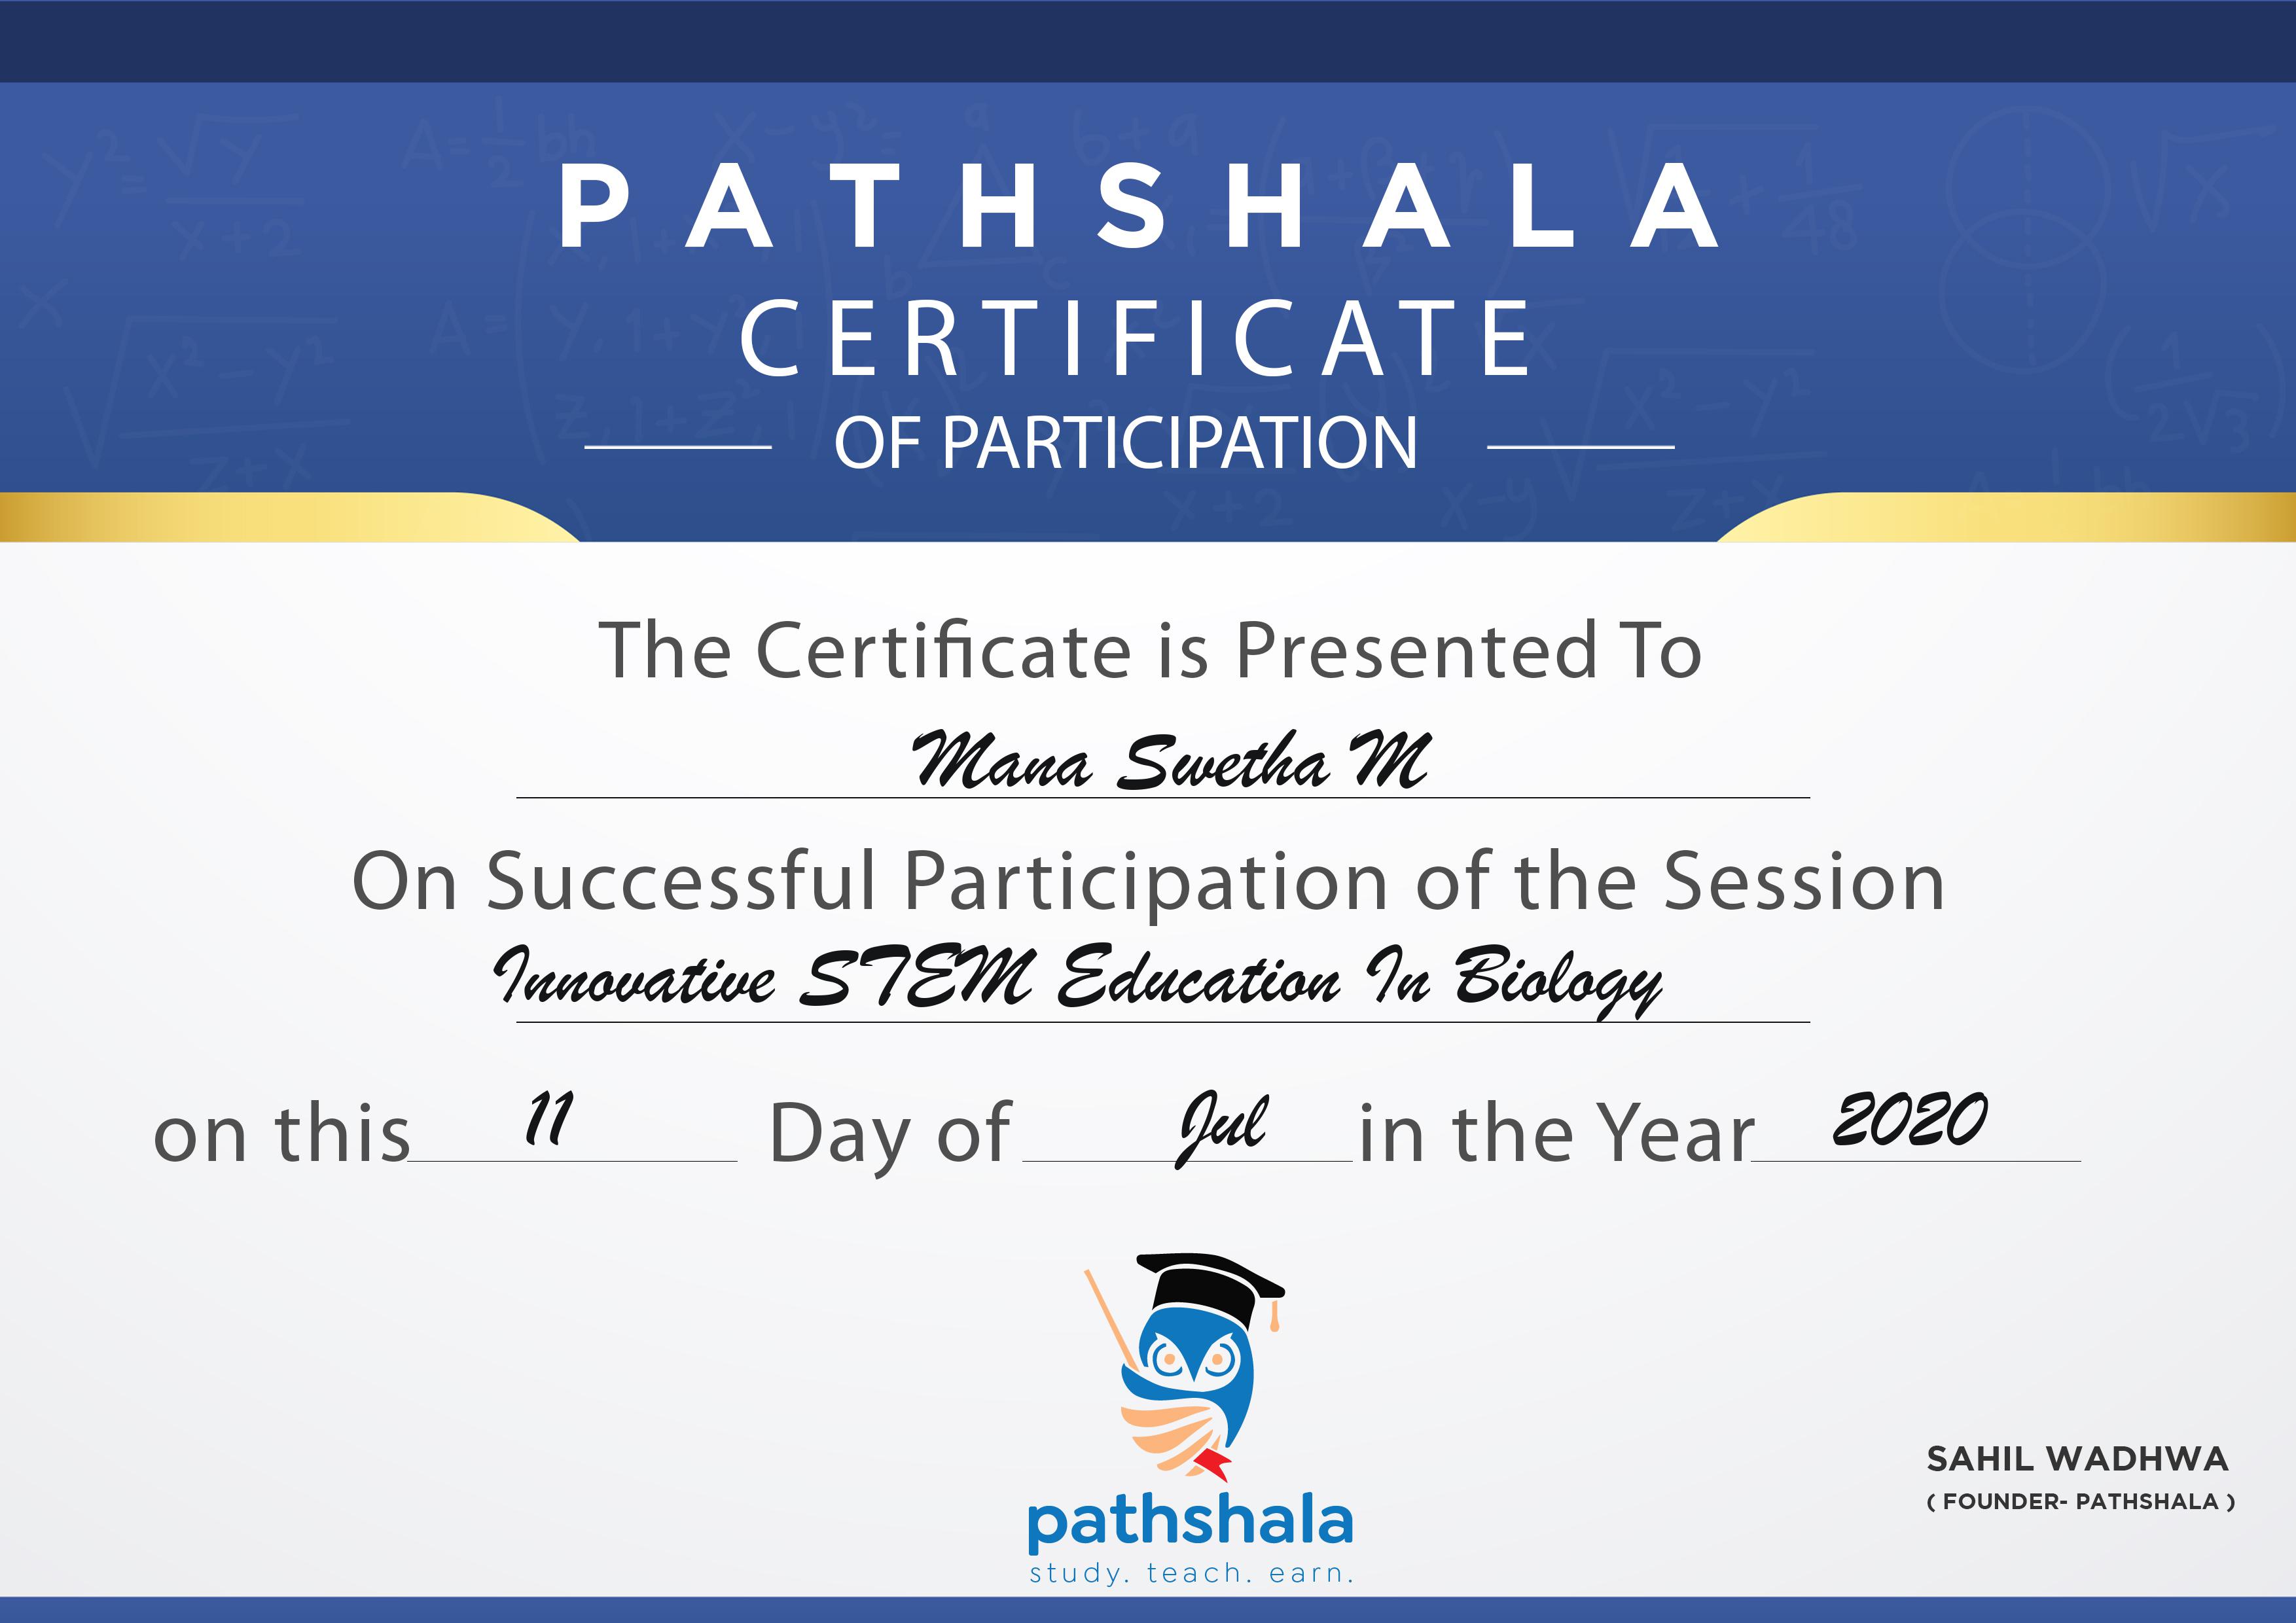 PATHSHALA
CERTIFICATE
OF PARTICIPATION
The Certificate is Presented To
Mana Swetha M
On Successful Participation of the Session
Innovative STEM Education In Biology
on this 11 Day of Jul in the Year 2020
pathshala
study. teach. earn.
SAHIL WADHWA
( FOUNDER- PATHSHALA )